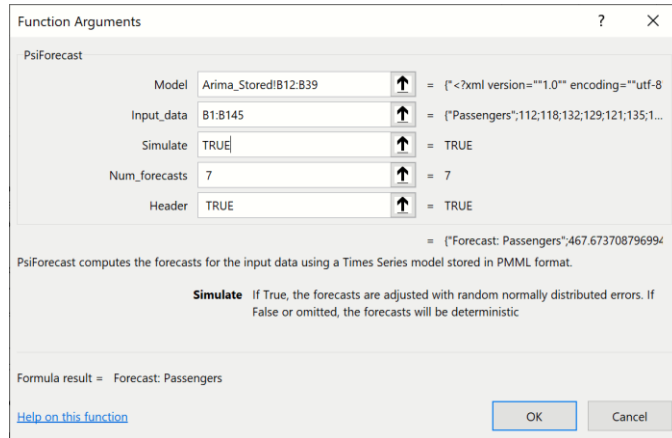 Function Arguments ? ×
PsiForecast
Model Arima_Stored!B12:B39 = {"<?xml version=""1.0"" encoding=""utf-8
Input_data B1:B145 = {"Passengers";112;118;132;129;121;135;1...
Simulate TRUE = TRUE
Num_forecasts 7 = 7
Header TRUE = TRUE
= {"Forecast: Passengers";467.673708796994
PsiForecast computes the forecasts for the input data using a Times Series model stored in PMML format.
Simulate If True, the forecasts are adjusted with random normally distributed errors. If
False or omitted, the forecasts will be deterministic
Formula result = Forecast: Passengers
Help on this function OK Cancel